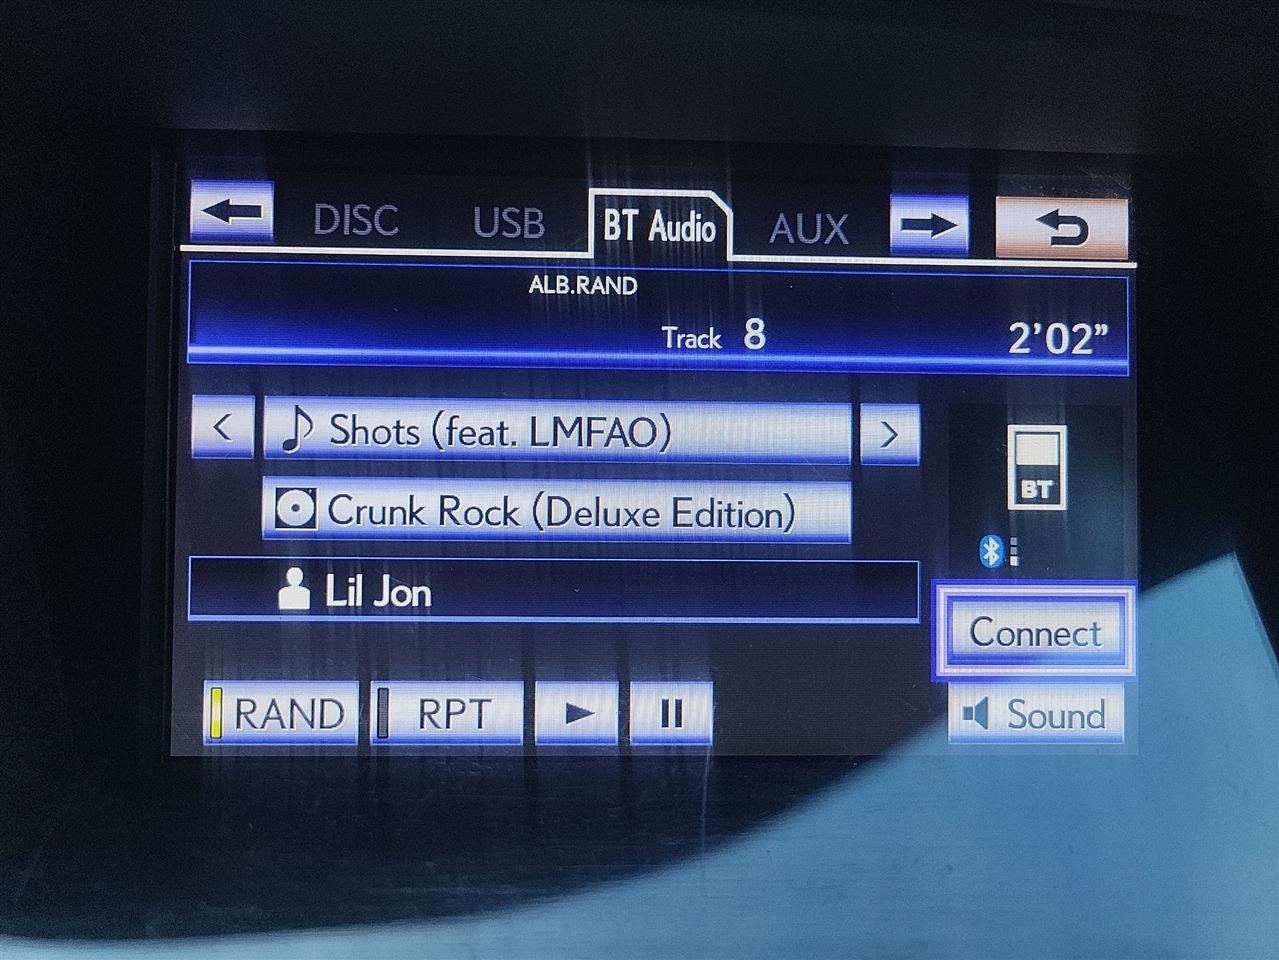 DISC USB BT Audio AUX
ALB.RAND
Track 8 2'02"
Shots (feat. LMFAO)
Crunk Rock (Deluxe Edition)
BT
Lil Jon
Connect
RAND RPT Sound